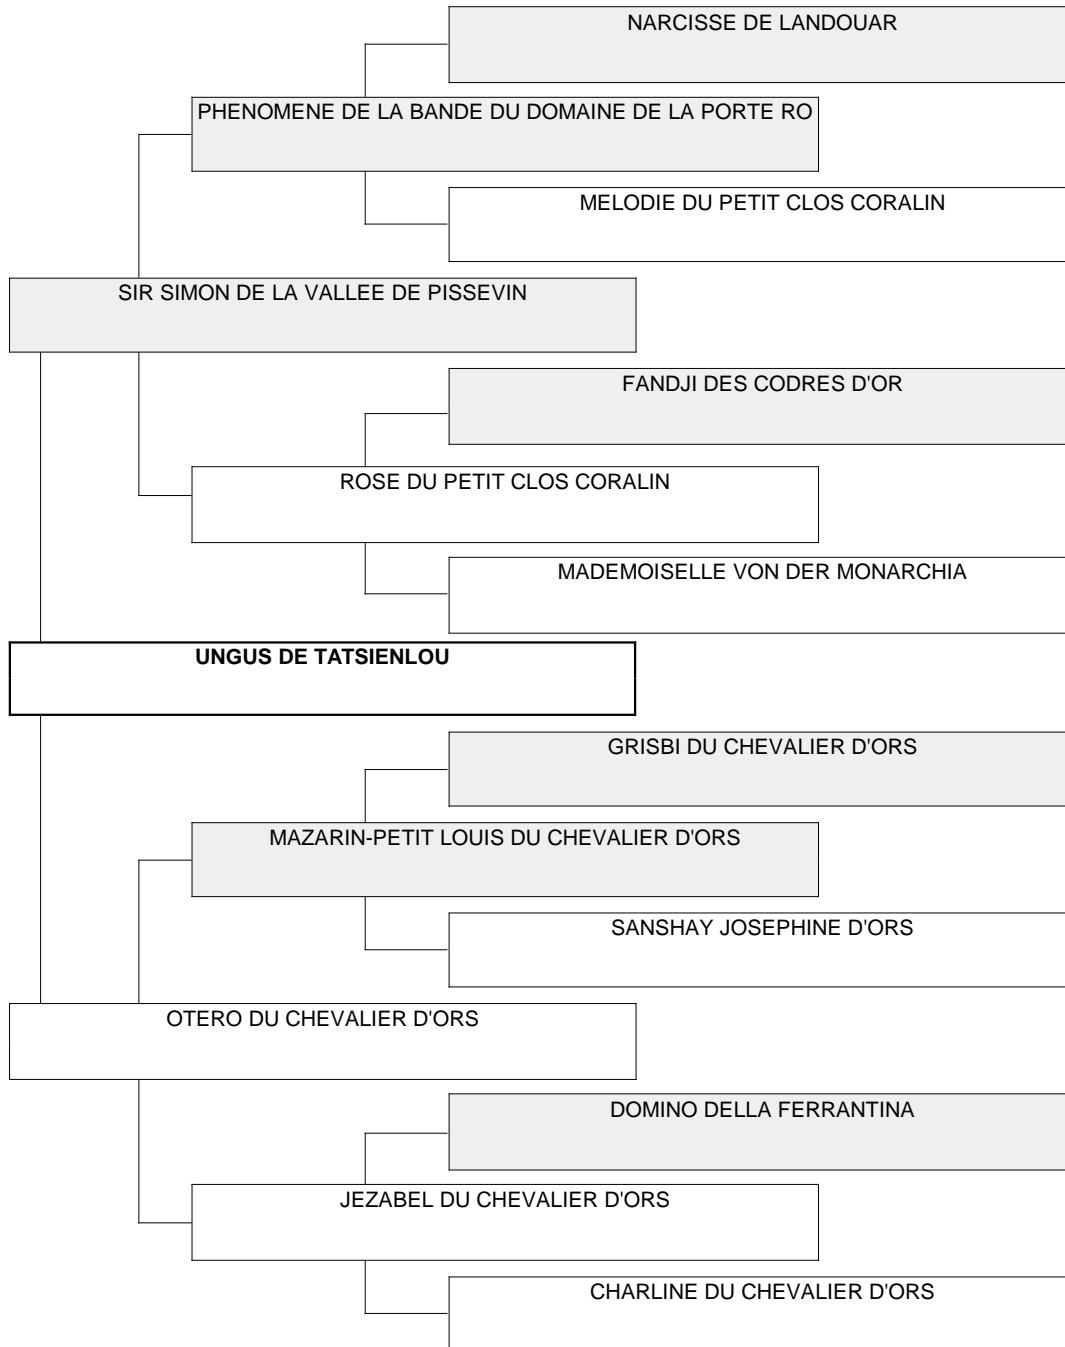 NARCISSE DE LANDOUAR
PHENOMENE DE LA BANDE DU DOMAINE DE LA PORTE RO
MELODIE DU PETIT CLOS CORALIN
SIR SIMON DE LA VALLEE DE PISSEVIN
FANDJI DES CODRES D'OR
ROSE DU PETIT CLOS CORALIN
MADEMOISELLE VON DER MONARCHIA
UNGUS DE TATSIENLOU
GRISBI DU CHEVALIER D'ORS
MAZARIN-PETIT LOUIS DU CHEVALIER D'ORS
SANSHAY JOSEPHINE D'ORS
OTERO DU CHEVALIER D'ORS
DOMINO DELLA FERRANTINA
JEZABEL DU CHEVALIER D'ORS
CHARLINE DU CHEVALIER D'ORS